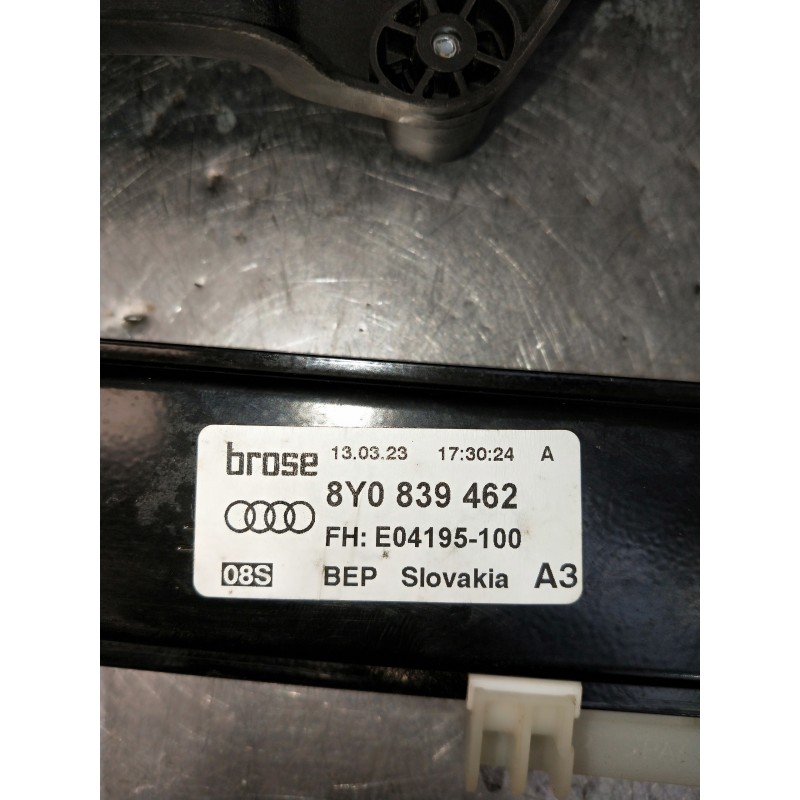 brose 13.03.23 17:30:24 A
8Y0 839 462
FH: E04195-100
08S BEP Slovakia A3